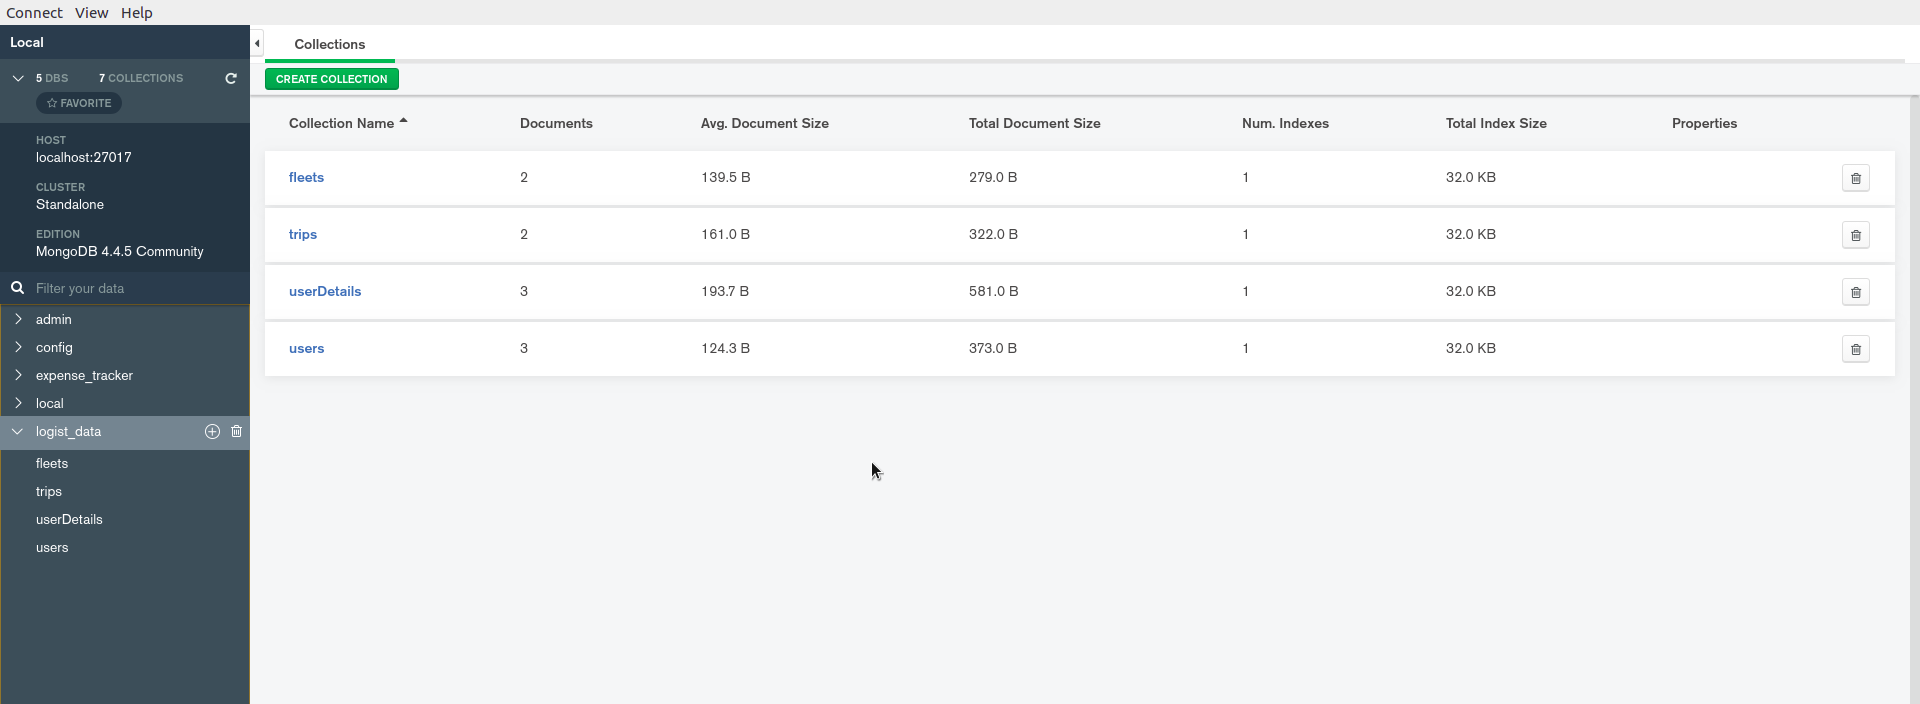 Connect View Help
Local
5 DBS 7 COLLECTIONS
FAVORITE
HOST
localhost:27017
CLUSTER
Standalone
EDITION
MongoDB 4.4.5 Community
Filter your data
admin
config
expense_tracker
local
logist_data
fleets
trips
userDetails
users
Collections
CREATE COLLECTION
Collection Name Documents Avg. Document Size Total Document Size Num. Indexes Total Index Size Properties
fleets 2 139.5 B 279.0 B 1 32.0 KB
trips 2 161.0 B 322.0 B 1 32.0 KB
userDetails 3 193.7 B 581.0 B 1 32.0 KB
users 3 124.3 B 373.0 B 1 32.0 KB